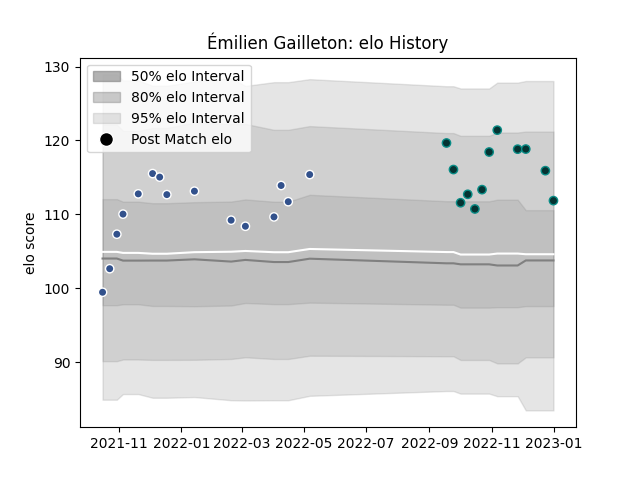 Émilien Gailleton: elo History
50% elo Interval
80% elo Interval
95% elo Interval
Post Match elo
elo score
130
120
110
100
90
2021-11 2022-01 2022-03 2022-05 2022-07 2022-09 2022-11 2023-01